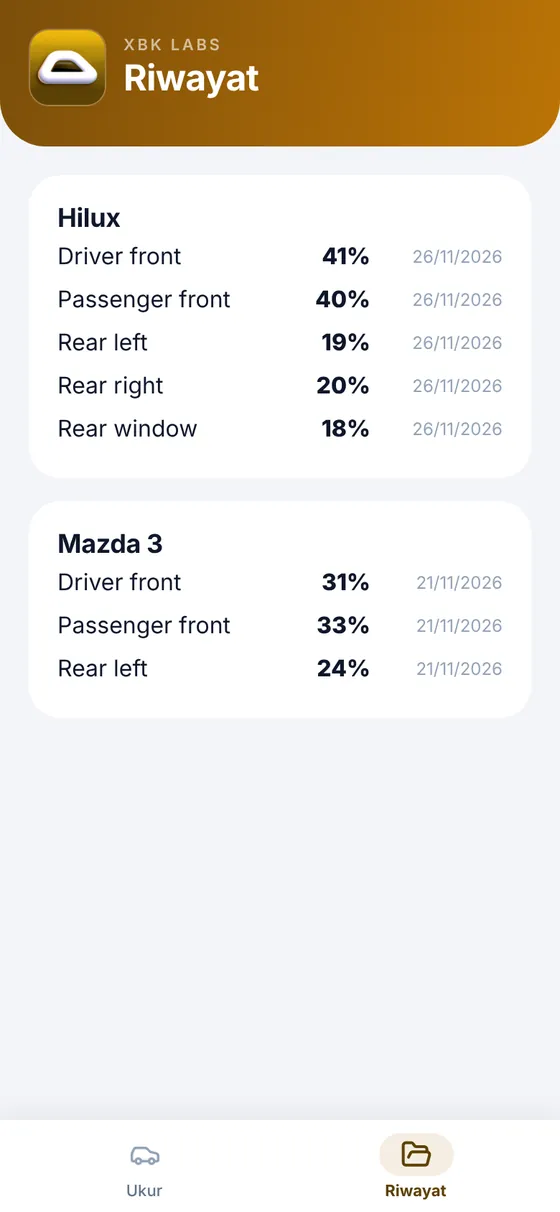 XBK LABS
Riwayat
Hilux
Driver front 41% 26/11/2026
Passenger front 40% 26/11/2026
Rear left 19% 26/11/2026
Rear right 20% 26/11/2026
Rear window 18% 26/11/2026
Mazda 3
Driver front 31% 21/11/2026
Passenger front 33% 21/11/2026
Rear left 24% 21/11/2026
Ukur Riwayat